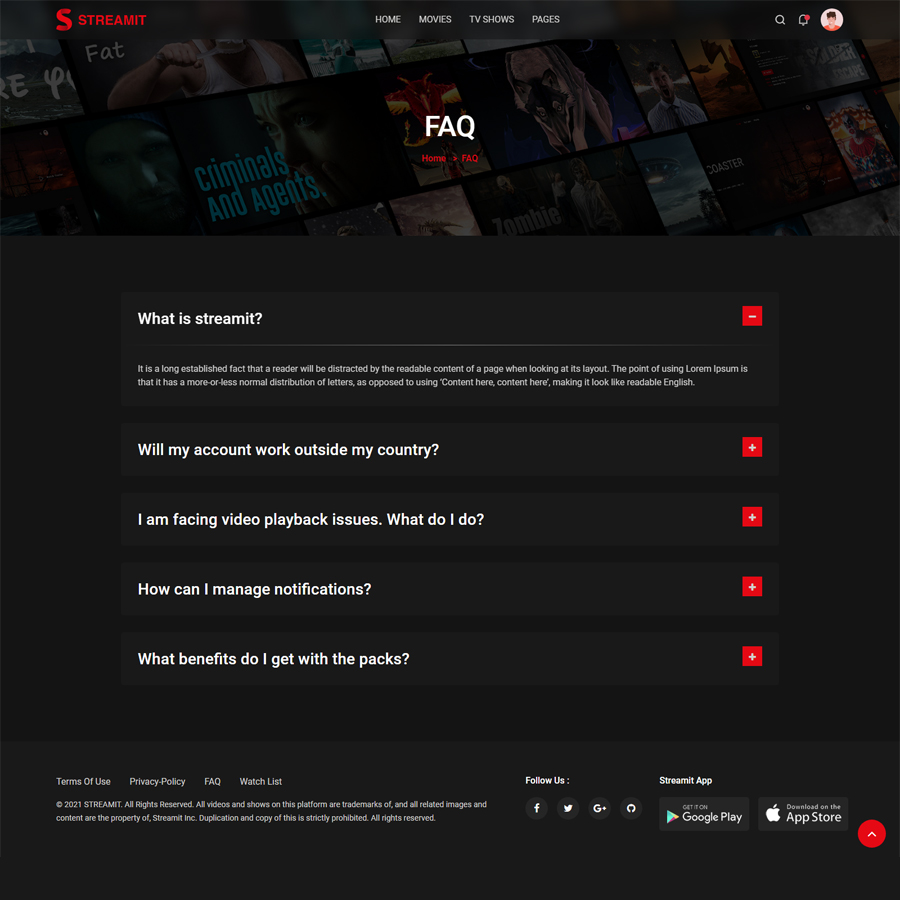 STREAMIT
HOME MOVIES TV SHOWS PAGES
Fat
Criminals
And Agents
COASTER
Zombie
FAQ
Home -> FAQ
What is streamit?
It is a long established fact that a reader will be distracted by the readable content of a page when looking at its layout. The point of using Lorem Ipsum is
that it has a more-or-less normal distribution of letters, as opposed to using ‘Content here, content here’, making it look like readable English.
Will my account work outside my country?
I am facing video playback issues. What do I do?
How can I manage notifications?
What benefits do I get with the packs?
Terms Of Use Privacy-Policy FAQ Watch List
© 2021 STREAMIT. All Rights Reserved. All videos and shows on this platform are trademarks of, and all related images and
content are the property of, Streamit Inc. Duplication and copy of this is strictly prohibited. All rights reserved.
Follow Us :
Streamit App
GET IT ON
Google Play
Download on the
App Store